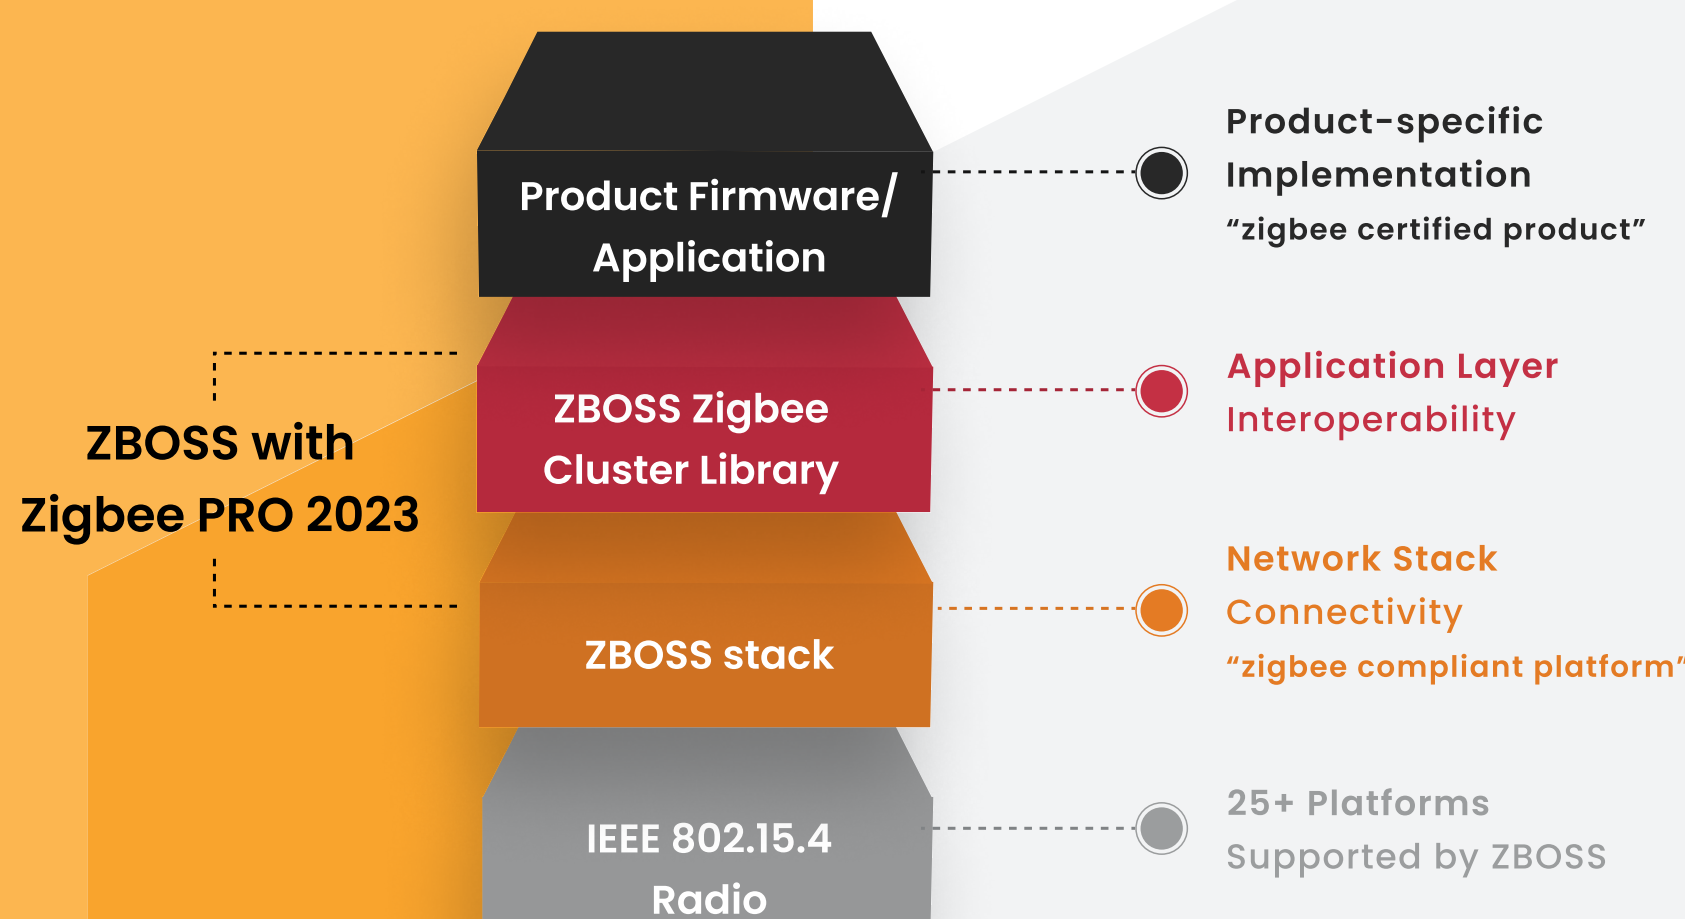 Product Firmware/
Application
Product-specific
Implementation
“zigbee certified product”
ZBOSS with
Zigbee PRO 2023
ZBOSS Zigbee
Cluster Library
Application Layer
Interoperability
ZBOSS stack
Network Stack
Connectivity
“zigbee compliant platform”
IEEE 802.15.4
Radio
25+ Platforms
Supported by ZBOSS